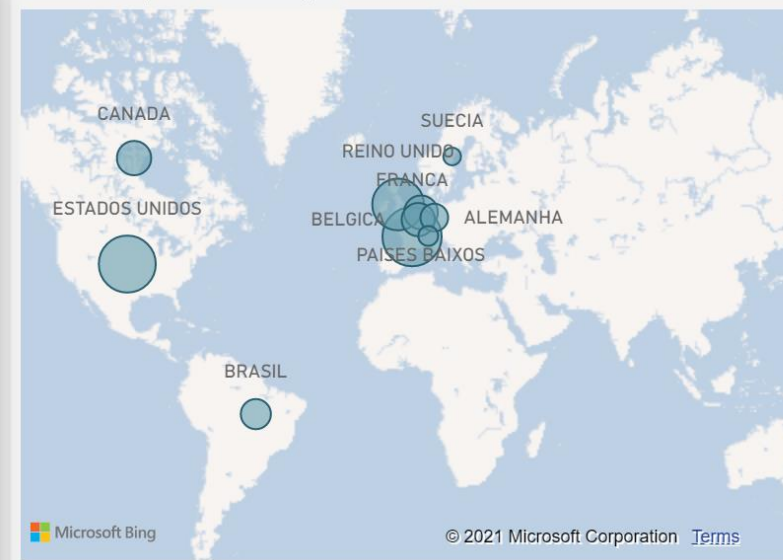 CANADA
SUECIA
REINO UNIDO
FRANCA
ESTADOS UNIDOS
BELGICA
ALEMANHA
PAISES BAIXOS
BRASIL
Microsoft Bing
© 2021 Microsoft Corporation Terms